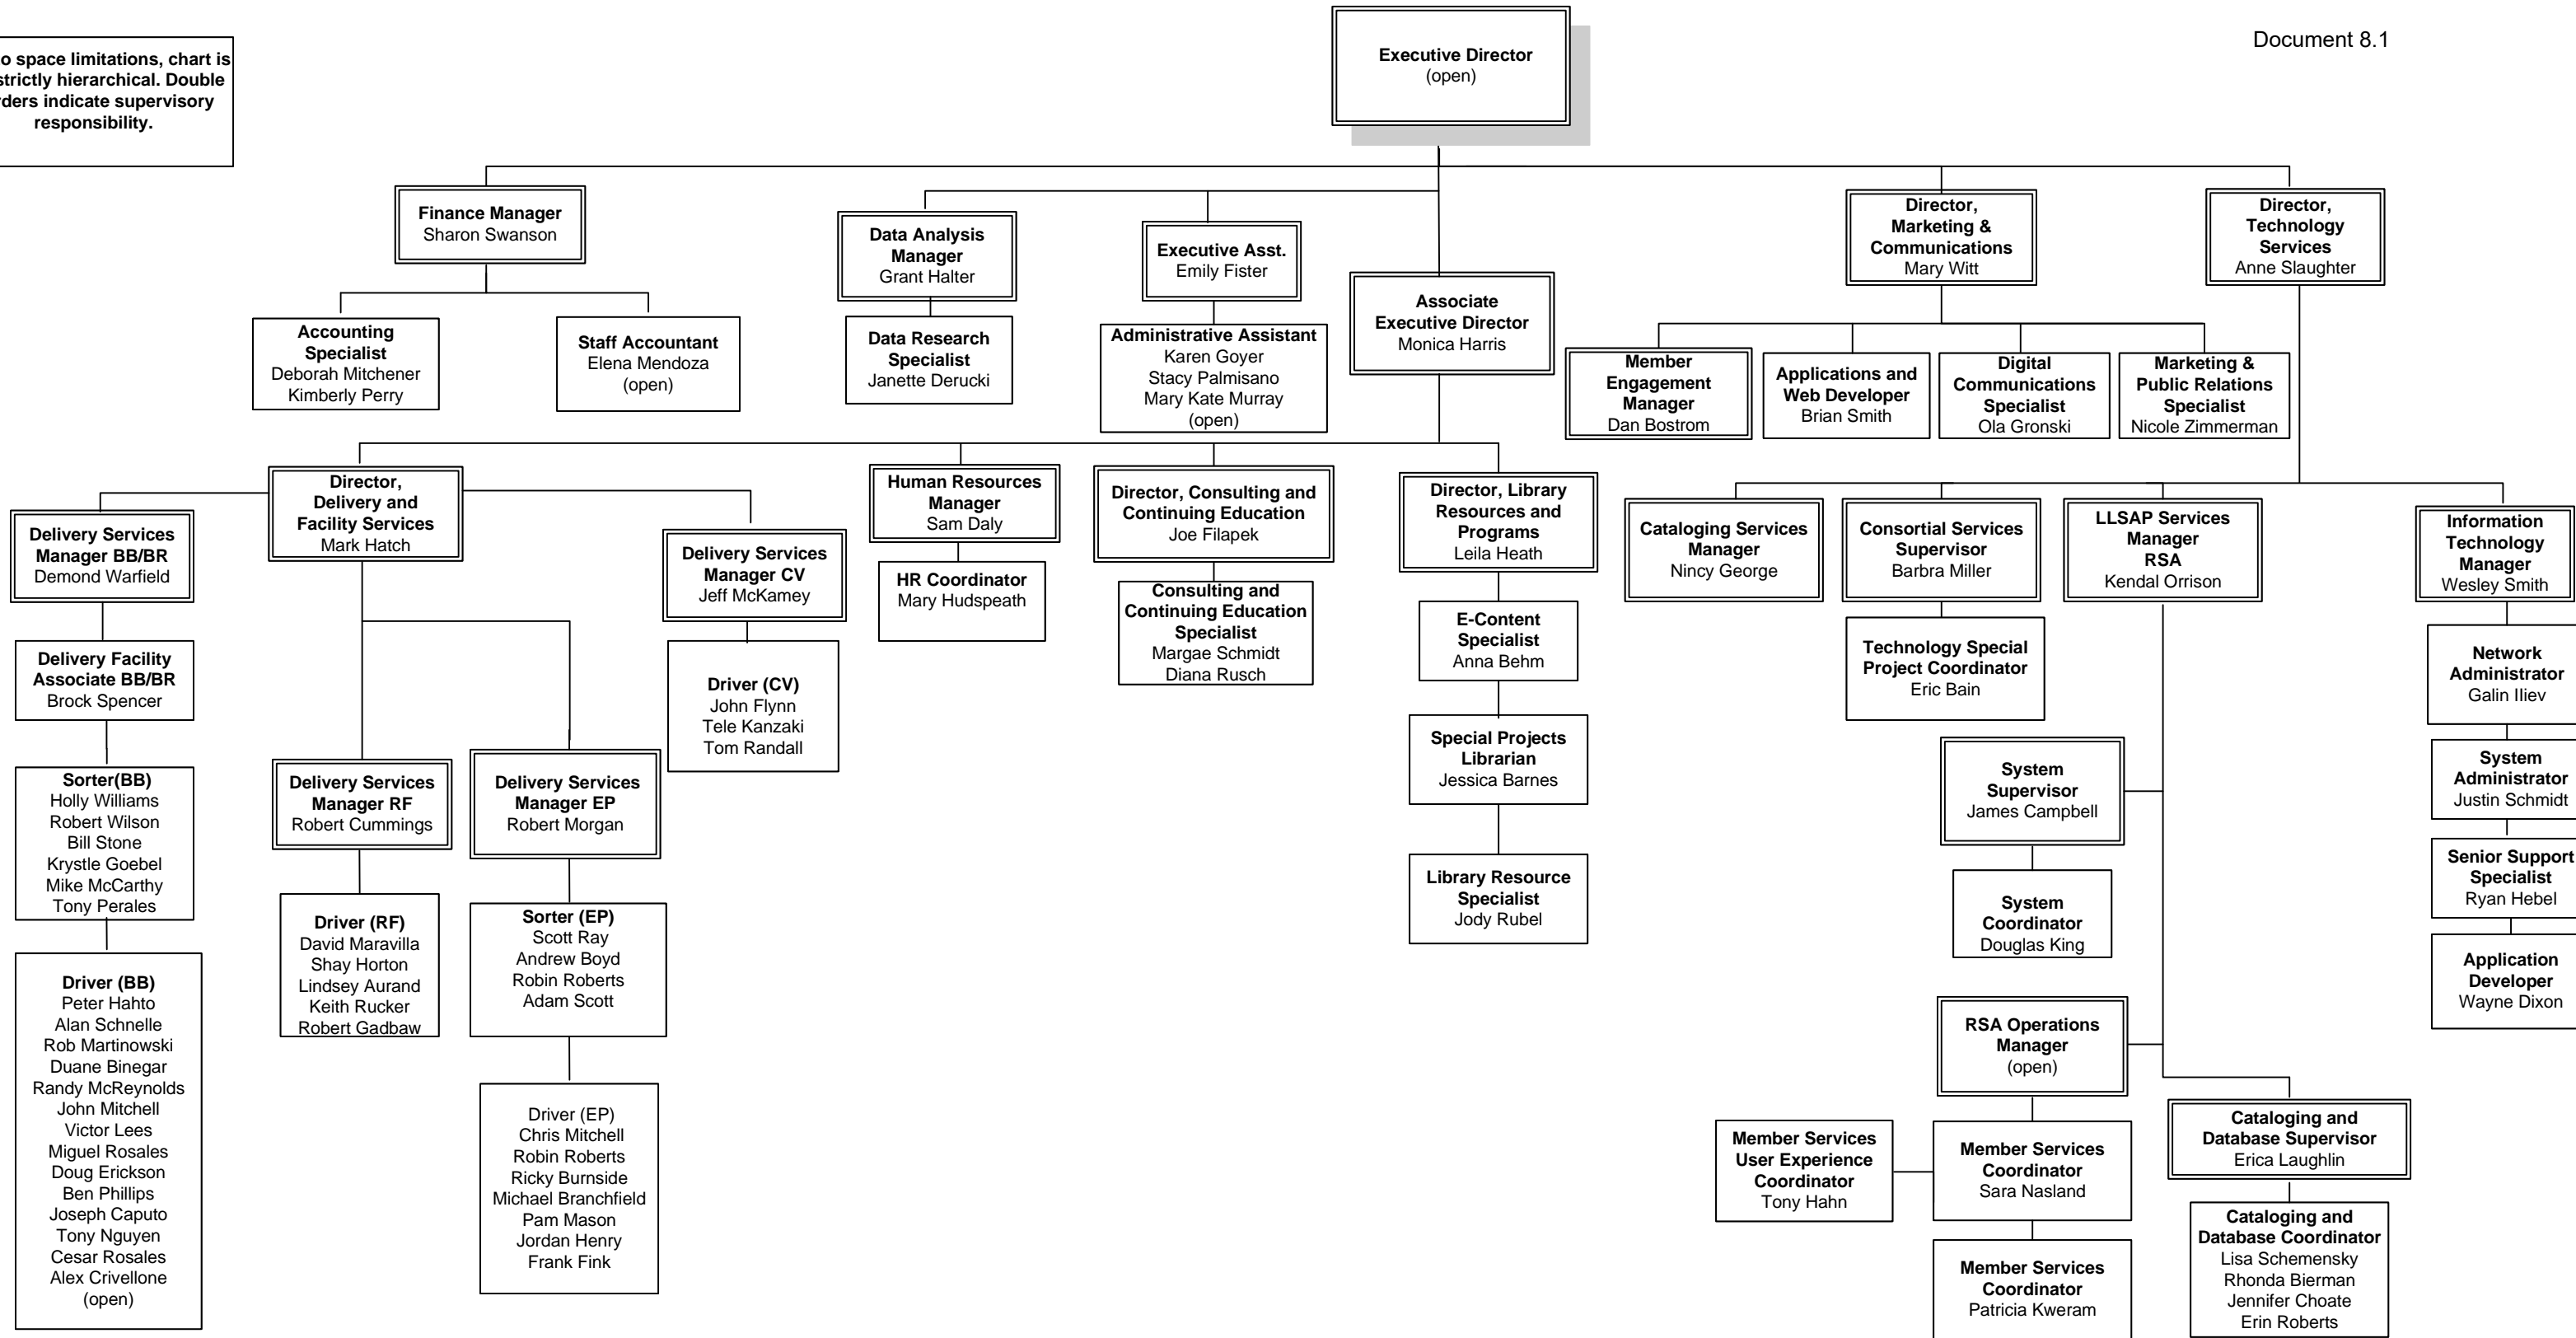 Document 8.1
o space limitations, chart is
strictly hierarchical. Double
ders indicate supervisory
responsibility.
Executive Director
(open)
Finance Manager
Sharon Swanson
Data Analysis
Manager
Grant Halter
Executive Asst.
Emily Fister
Associate
Executive Director
Monica Harris
Director,
Marketing &
Communications
Mary Witt
Director,
Technology
Services
Anne Slaughter
Accounting
Specialist
Deborah Mitchener
Kimberly Perry
Staff Accountant
Elena Mendoza
(open)
Data Research
Specialist
Janette Derucki
Administrative Assistant
Karen Goyer
Stacy Palmisano
Mary Kate Murray
(open)
Member
Engagement
Manager
Dan Bostrom
Applications and
Web Developer
Brian Smith
Digital
Communications
Specialist
Ola Gronski
Marketing &
Public Relations
Specialist
Nicole Zimmerman
Director,
Delivery and
Facility Services
Mark Hatch
Human Resources
Manager
Sam Daly
Director, Consulting and
Continuing Education
Joe Filapek
Director, Library
Resources and
Programs
Leila Heath
Cataloging Services
Manager
Nincy George
Consortial Services
Supervisor
Barbra Miller
LLSAP Services
Manager
RSA
Kendal Orrison
Information
Technology
Manager
Wesley Smith
Delivery Services
Manager BB/BR
Demond Warfield
Delivery Services
Manager CV
Jeff McKamey
HR Coordinator
Mary Hudspeath
Consulting and
Continuing Education
Specialist
Margae Schmidt
Diana Rusch
E-Content
Specialist
Anna Behm
Technology Special
Project Coordinator
Eric Bain
Network
Administrator
Galin Iliev
Delivery Facility
Associate BB/BR
Brock Spencer
Driver (CV)
John Flynn
Tele Kanzaki
Tom Randall
Special Projects
Librarian
Jessica Barnes
System
Supervisor
James Campbell
System
Administrator
Justin Schmidt
Sorter(BB)
Holly Williams
Robert Wilson
Bill Stone
Krystle Goebel
Mike McCarthy
Tony Perales
Delivery Services
Manager RF
Robert Cummings
Delivery Services
Manager EP
Robert Morgan
Library Resource
Specialist
Jody Rubel
System
Coordinator
Douglas King
Senior Support
Specialist
Ryan Hebel
Driver (RF)
David Maravilla
Shay Horton
Lindsey Aurand
Keith Rucker
Robert Gadbaw
Sorter (EP)
Scott Ray
Andrew Boyd
Robin Roberts
Adam Scott
Application
Developer
Wayne Dixon
Driver (BB)
Peter Hahto
Alan Schnelle
Rob Martinowski
Duane Binegar
Randy McReynolds
John Mitchell
Victor Lees
Miguel Rosales
Doug Erickson
Ben Phillips
Joseph Caputo
Tony Nguyen
Cesar Rosales
Alex Crivellone
(open)
Driver (EP)
Chris Mitchell
Robin Roberts
Ricky Burnside
Michael Branchfield
Pam Mason
Jordan Henry
Frank Fink
RSA Operations
Manager
(open)
Member Services
User Experience
Coordinator
Tony Hahn
Member Services
Coordinator
Sara Nasland
Cataloging and
Database Supervisor
Erica Laughlin
Member Services
Coordinator
Patricia Kweram
Cataloging and
Database Coordinator
Lisa Schemensky
Rhonda Bierman
Jennifer Choate
Erin Roberts